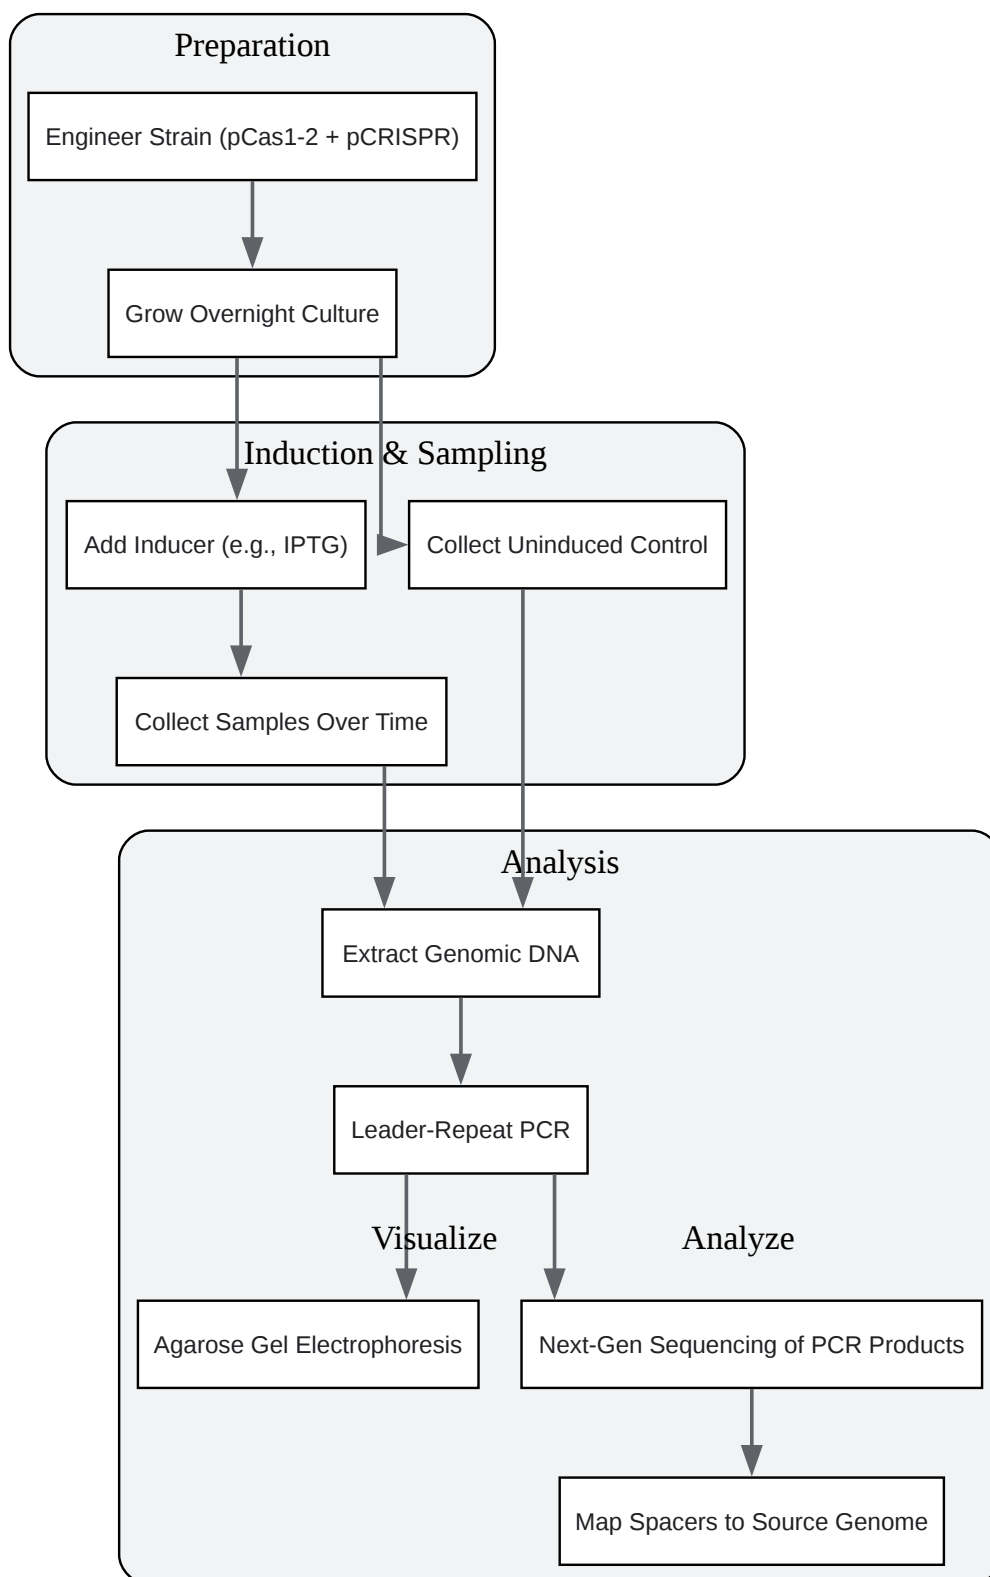 Preparation
Engineer Strain (pCas1-2 + pCRISPR)
Grow Overnight Culture
Induction & Sampling
Add Inducer (e.g., IPTG)
Collect Uninduced Control
Collect Samples Over Time
Analysis
Extract Genomic DNA
Leader-Repeat PCR
Visualize
Analyze
Agarose Gel Electrophoresis
Next-Gen Sequencing of PCR Products
Map Spacers to Source Genome